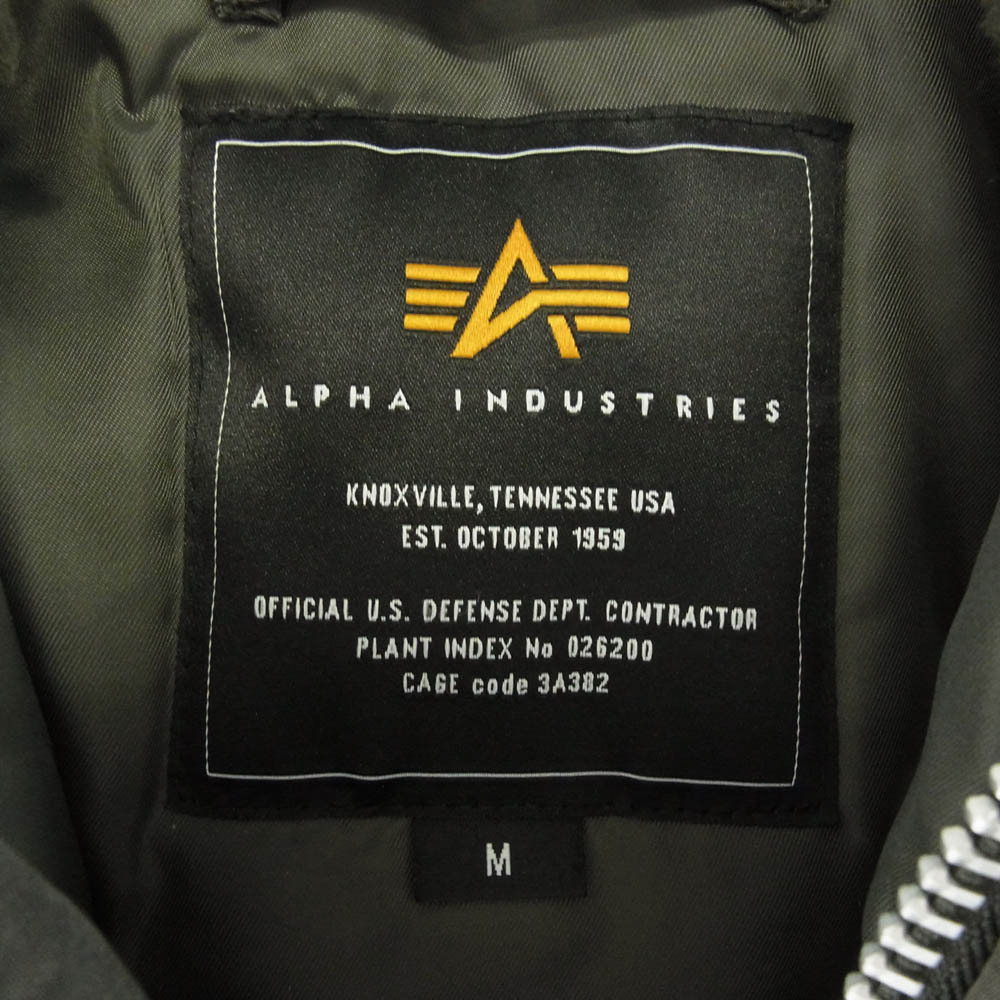 ALPHA INDUSTRIES
KNOXVILLE, TENNESSEE USA
EST. OCTOBER 1959
OFFICIAL U.S. DEFENSE DEPT. CONTRACTOR
PLANT INDEX No 026200
CAGE code 3A382
M